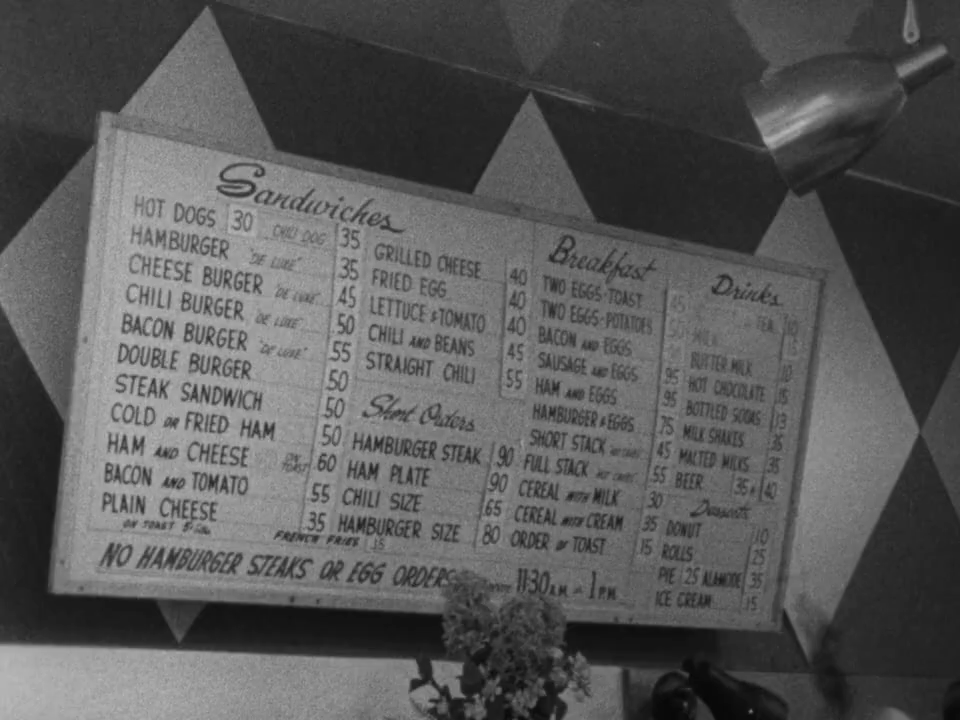 Sandwiches
HOT DOGS 30 CHILI DOG 35
HAMBURGER "DE LUXE" 35
CHEESE BURGER "DE LUXE" 45
CHILI BURGER "DE LUXE" 50
BACON BURGER "DE LUXE" 55
DOUBLE BURGER 50
STEAK SANDWICH 50
COLD OR FRIED HAM 50
HAM AND CHEESE ON TOAST 60
BACON AND TOMATO 55
PLAIN CHEESE 35
ON TOAST 5¢
FRENCH FRIES 15
GRILLED CHEESE 40
FRIED EGG 40
LETTUCE & TOMATO 40
CHILI AND BEANS 45
STRAIGHT CHILI 55
Short Orders
HAMBURGER STEAK 90
HAM PLATE 90
CHILI SIZE 65
HAMBURGER SIZE 80
Breakfast
TWO EGGS-TOAST 45
TWO EGGS-POTATOES 50
BACON AND EGGS
SAUSAGE AND EGGS 95
HAM AND EGGS 95
HAMBURGER & EGGS 75
SHORT STACK 45
FULL STACK 55
CEREAL WITH MILK 30
CEREAL WITH CREAM 35
ORDER OF TOAST 15
Drinks
TEA 10
MILK
BUTTER MILK 10
HOT CHOCOLATE 15
BOTTLED SODAS 13
MILK SHAKES 35
MALTED MILKS 35
BEER 35 & 40
Desserts
DONUT 10
ROLLS 25
PIE 25 ALAMODE 35
ICE CREAM 15
NO HAMBURGER STEAKS OR EGG ORDERS 11:30 A.M. 1 P.M.